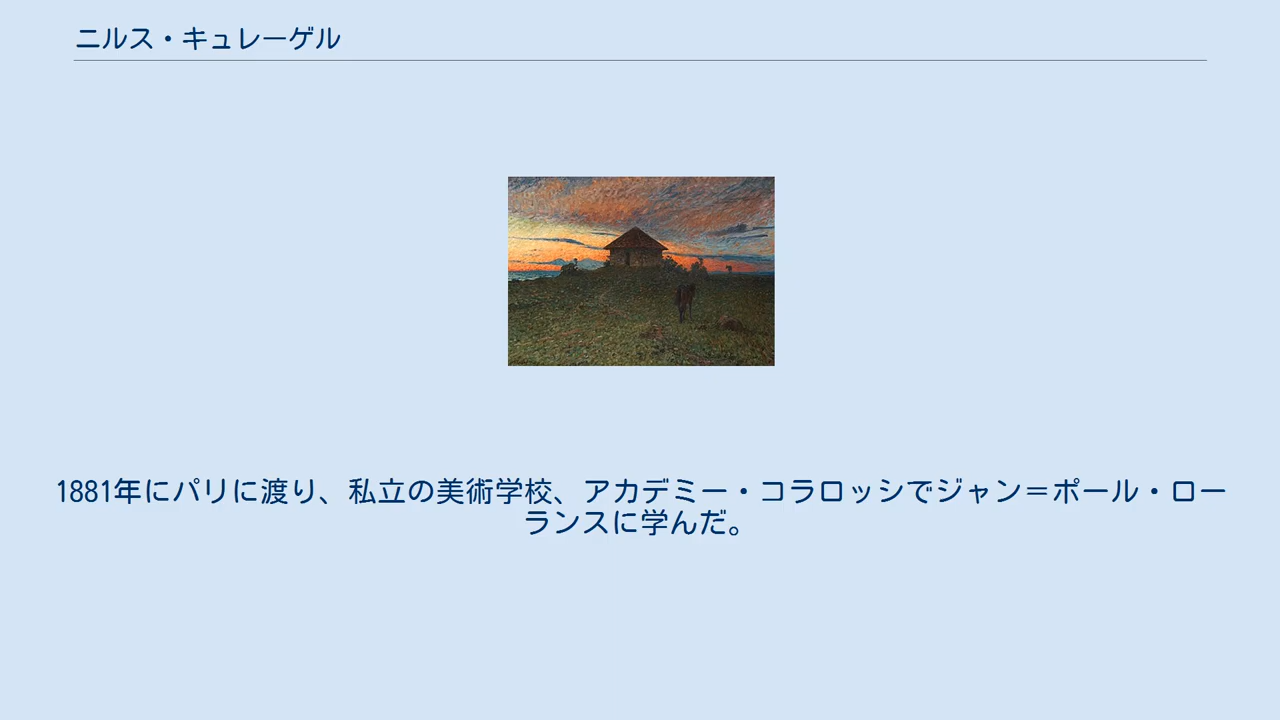 ニルス・キュレーゲル
1881年にパリに渡り、私立の美術学校、アカデミー・コラロッシでジャン＝ポール・ロー
ランスに学んだ。